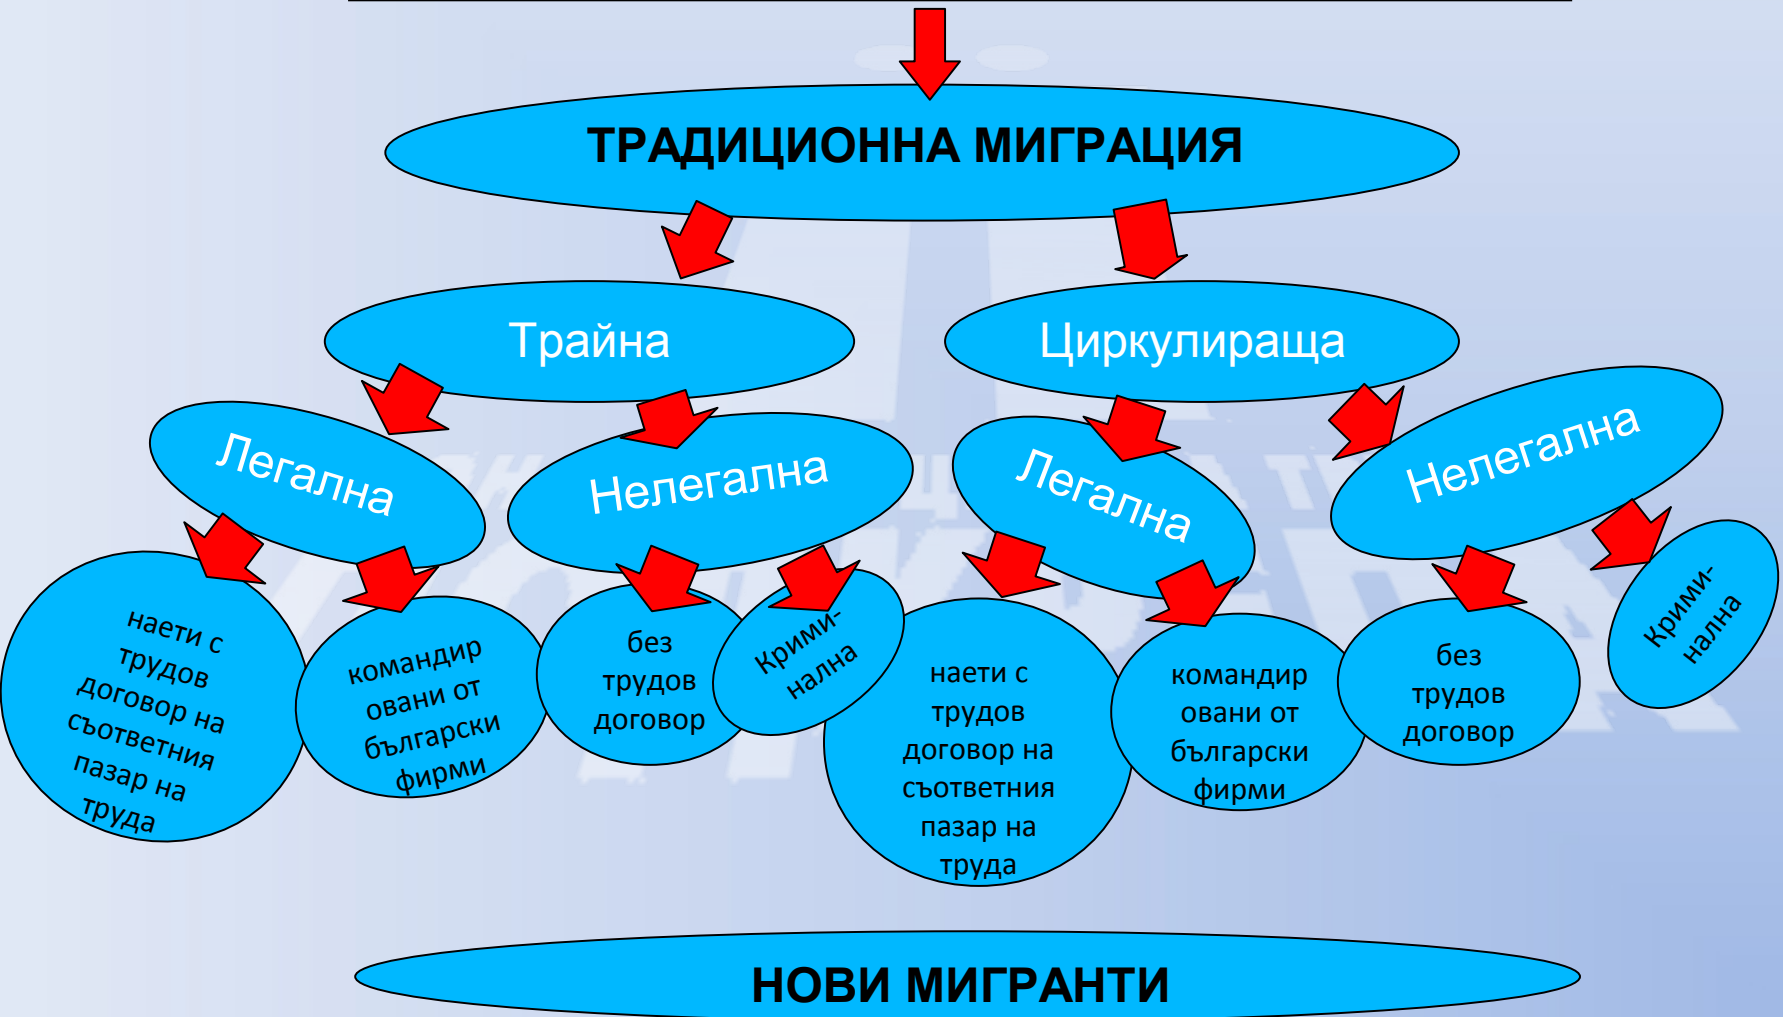 ТРАДИЦИОННА МИГРАЦИЯ
Трайна
Циркулираща
Легална
Нелегална
Легална
Нелегална
наети с
трудов
договор на
съответния
пазар на
труда
командир
овани от
български
фирми
без
трудов
договор
Крими-
нална
наети с
трудов
договор на
съответния
пазар на
труда
командир
овани от
български
фирми
без
трудов
договор
Крими-
нална
НОВИ МИГРАНТИ